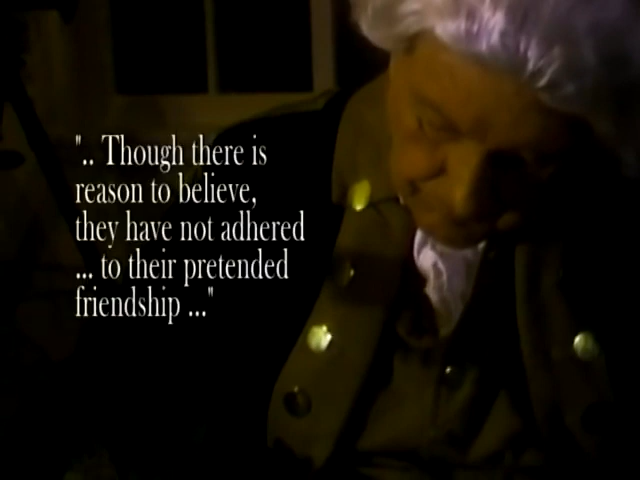 ".. Though there is
reason to believe,
they have not adhered
... to their pretended
friendship ..."